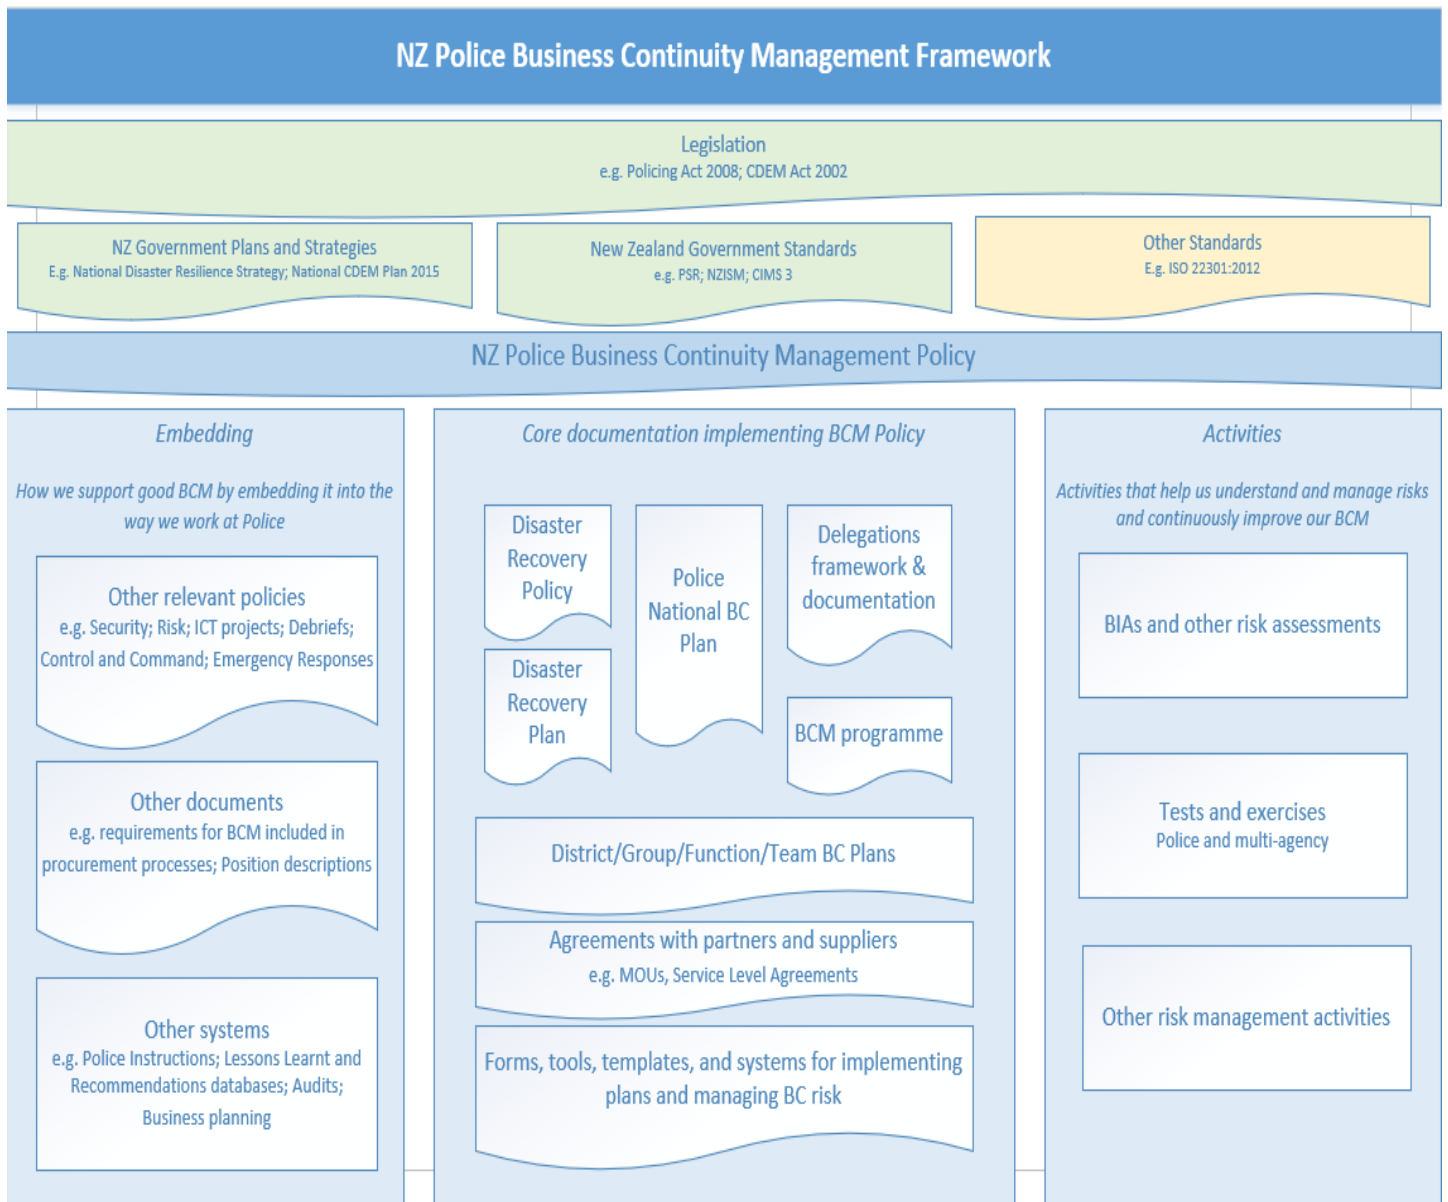 NZ Police Business Continuity Management Framework
Legislation
e.g. Policing Act 2008; CDEM Act 2002
NZ Government Plans and Strategies
E.g. National Disaster Resilience Strategy; National CDEM Plan 2015
New Zealand Government Standards
e.g. PSR; NZISM; CIMS 3
Other Standards
E.g. ISO 22301:2012
NZ Police Business Continuity Management Policy
Embedding
How we support good BCM by embedding it into the
way we work at Police
Other relevant policies
e.g. Security; Risk; ICT projects; Debriefs;
Control and Command; Emergency Responses
Other documents
e.g. requirements for BCM included in
procurement processes; Position descriptions
Other systems
e.g. Police Instructions; Lessons Learnt and
Recommendations databases; Audits;
Business planning
Core documentation implementing BCM Policy
Disaster
Recovery
Policy
Disaster
Recovery
Plan
Police
National BC
Plan
Delegations
framework &
documentation
BCM programme
District/Group/Function/Team BC Plans
Agreements with partners and suppliers
e.g. MOUs, Service Level Agreements
Forms, tools, templates, and systems for implementing
plans and managing BC risk
Activities
Activities that help us understand and manage risks
and continuously improve our BCM
BIAs and other risk assessments
Tests and exercises
Police and multi-agency
Other risk management activities